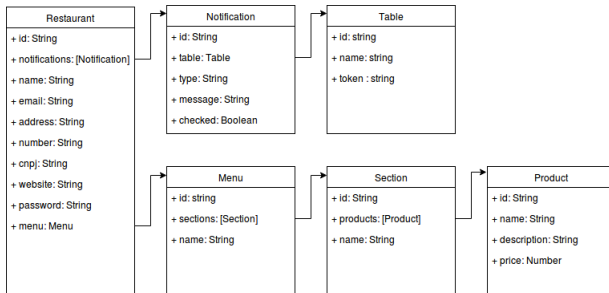 Restaurant
+ id: String
+ notifications: [Notification]
+ name: String
+ email: String
+ address: String
+ number: String
+ cnpj: String
+ website: String
+ password: String
+ menu: Menu
Notification
+ id: String
+ table: Table
+ type: String
+ message: String
+ checked: Boolean
Table
+ id: string
+ name: string
+ token : string
Menu
+ id: string
+ sections: [Section]
+ name: String
Section
+ id: String
+ products: [Product]
+ name: String
Product
+ id: String
+ name: String
+ description: String
+ price: Number